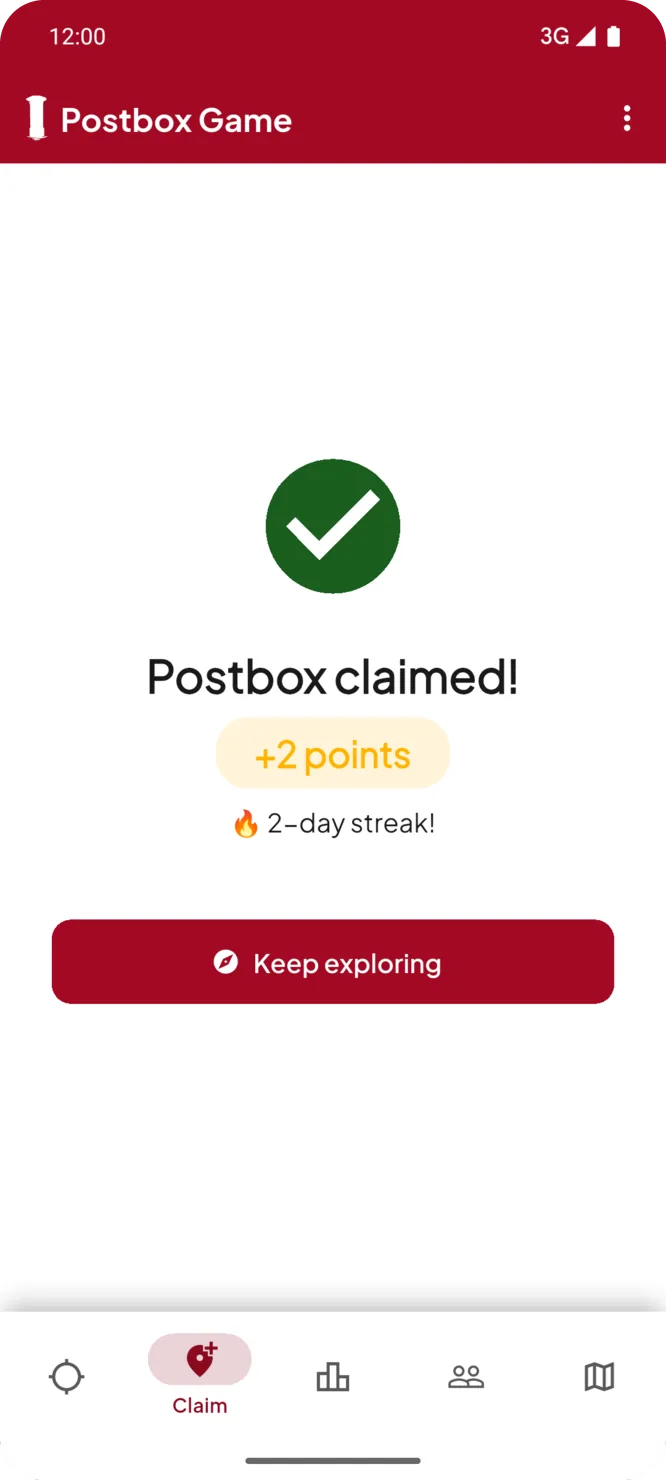 12:00 3G
Postbox Game
Postbox claimed!
+2 points
🔥 2-day streak!
Keep exploring
Claim